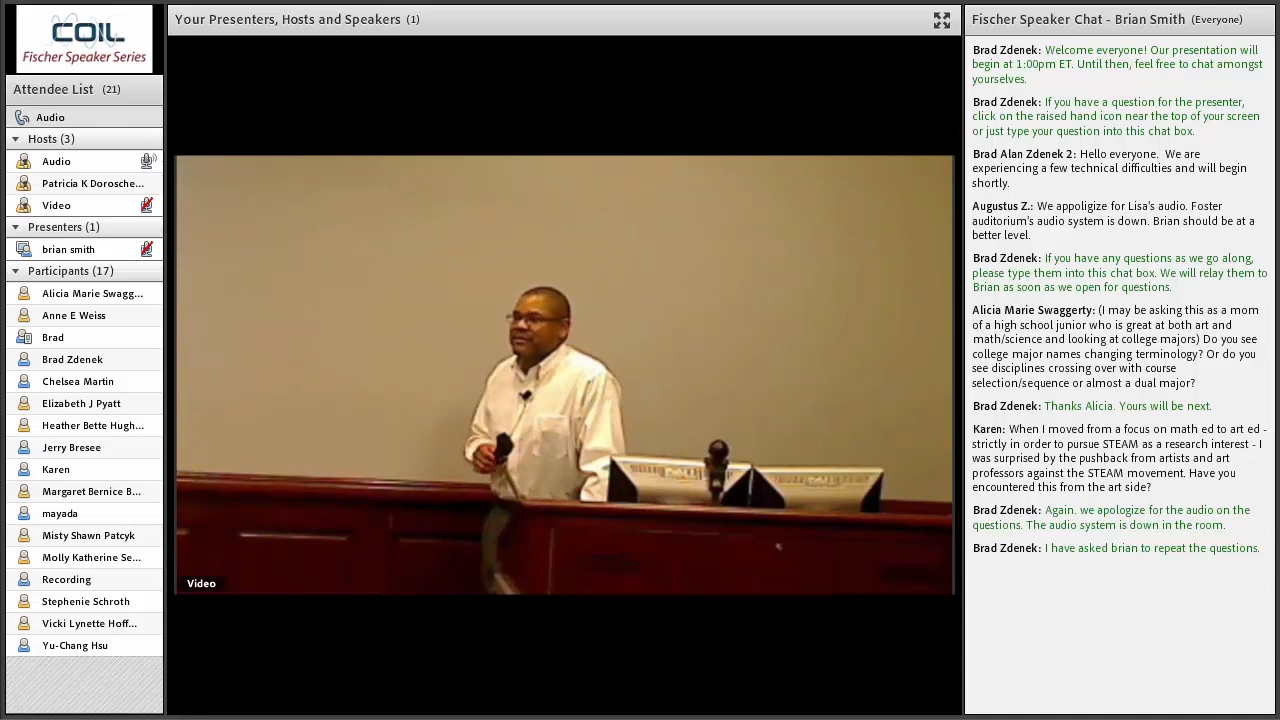 COIL
Fischer Speaker Series
Attendee List (21)
Audio
Hosts (3)
Audio
Patricia K Dorosche...
Video
Presenters (1)
brian smith
Participants (17)
Alicia Marie Swagg...
Anne E Weiss
Brad
Brad Zdenek
Chelsea Martin
Elizabeth J Pyatt
Heather Bette Hugh...
Jerry Bresee
Karen
Margaret Bernice B...
mayada
Misty Shawn Patcyk
Molly Katherine Se...
Recording
Stephenie Schroth
Vicki Lynette Hoff...
Yu-Chang Hsu
Your Presenters, Hosts and Speakers (1)
Video
Fischer Speaker Chat - Brian Smith (Everyone)
Brad Zdenek: Welcome everyone! Our presentation will
begin at 1:00pm ET. Until then, feel free to chat amongst
yourselves.
Brad Zdenek: If you have a question for the presenter,
click on the raised hand icon near the top of your screen
or just type your question into this chat box.
Brad Alan Zdenek 2: Hello everyone. We are
experiencing a few technical difficulties and will begin
shortly.
Augustus Z.: We appoligize for Lisa's audio. Foster
auditorium's audio system is down. Brian should be at a
better level.
Brad Zdenek: If you have any questions as we go along,
please type them into this chat box. We will relay them to
Brian as soon as we open for questions.
Alicia Marie Swaggerty: (I may be asking this as a mom
of a high school junior who is great at both art and
math/science and looking at college majors) Do you see
college major names changing terminology? Or do you
see disciplines crossing over with course
selection/sequence or almost a dual major?
Brad Zdenek: Thanks Alicia. Yours will be next.
Karen: When I moved from a focus on math ed to art ed -
strictly in order to pursue STEAM as a research interest - I
was surprised by the pushback from artists and art
professors against the STEAM movement. Have you
encountered this from the art side?
Brad Zdenek: Again. we apologize for the audio on the
questions. The audio system is down in the room.
Brad Zdenek: I have asked brian to repeat the questions.